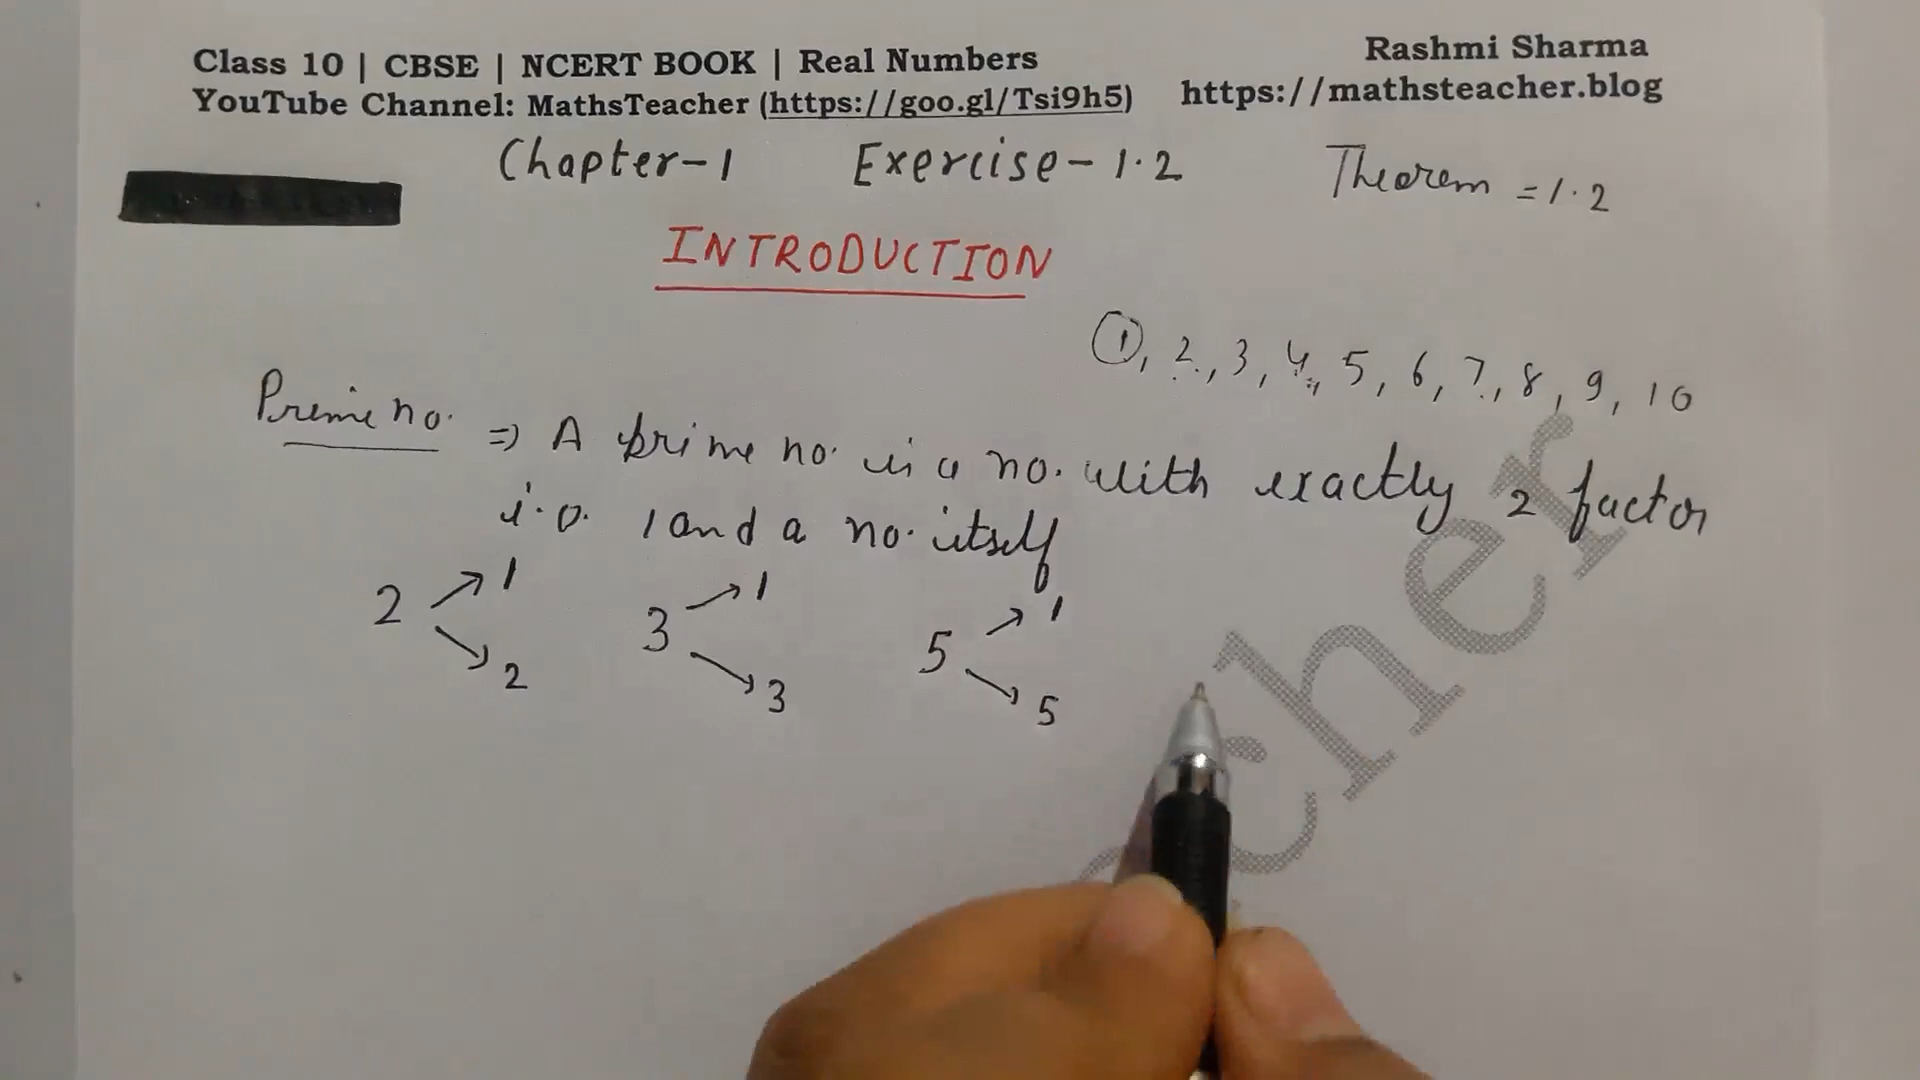 Class 10 | CBSE | NCERT BOOK | Real Numbers
Rashmi Sharma
YouTube Channel: MathsTeacher (https://goo.gl/Tsi9h5)
https://mathsteacher.blog
Chapter-1 Exercise-1.2 Theorem = 1.2
INTRODUCTION
1, 2, 3, 4, 5, 6, 7, 8, 9, 10
Prime no. => A prime no. is a no. with exactly 2 factor
i.e. 1 and a no. itself
2 → 1 → 2
3 → 1 → 3
5 → 1 → 5
cher